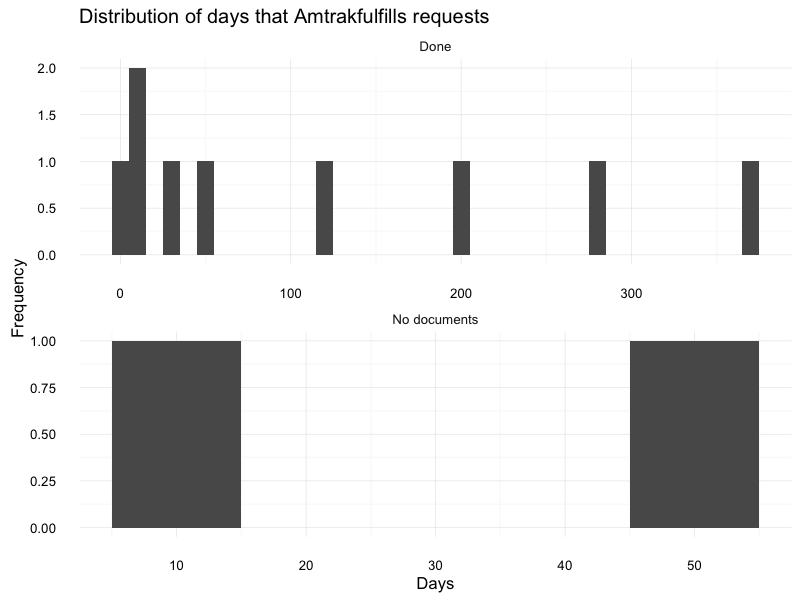 Distribution of days that Amtrakfulfills requests
Done
2.0
1.5
1.0
0.5
0.0
0 100 200 300
Frequency
No documents
1.00
0.75
0.50
0.25
0.00
10 20 30 40 50
Days